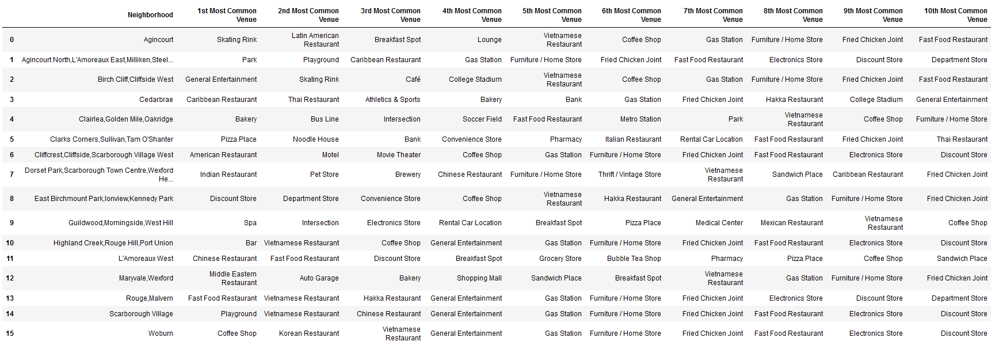 Neighborhood 1st Most Common Venue 2nd Most Common Venue 3rd Most Common Venue 4th Most Common Venue 5th Most Common Venue 6th Most Common Venue 7th Most Common Venue 8th Most Common Venue 9th Most Common Venue 10th Most Common Venue
0 Agincourt Skating Rink Latin American Restaurant Breakfast Spot Lounge Vietnamese Restaurant Coffee Shop Gas Station Furniture / Home Store Fried Chicken Joint Fast Food Restaurant
1 Agincourt North,L'Amoreaux East,Milliken,Steel... Park Playground Caribbean Restaurant Gas Station Furniture / Home Store Fried Chicken Joint Fast Food Restaurant Electronics Store Discount Store Department Store
2 Birch Cliff,Cliffside West General Entertainment Skating Rink Café College Stadium Vietnamese Restaurant Coffee Shop Gas Station Furniture / Home Store Fried Chicken Joint Fast Food Restaurant
3 Cedarbrae Caribbean Restaurant Thai Restaurant Athletics & Sports Bakery Bank Gas Station Fried Chicken Joint Hakka Restaurant College Stadium General Entertainment
4 Clairlea,Golden Mile,Oakridge Bakery Bus Line Intersection Soccer Field Fast Food Restaurant Metro Station Park Vietnamese Restaurant Coffee Shop Furniture / Home Store
5 Clarks Corners,Sullivan,Tam O'Shanter Pizza Place Noodle House Bank Convenience Store Pharmacy Italian Restaurant Rental Car Location Fast Food Restaurant Fried Chicken Joint Thai Restaurant
6 Cliffcrest,Cliffside,Scarborough Village West American Restaurant Motel Movie Theater Coffee Shop Gas Station Furniture / Home Store Fried Chicken Joint Fast Food Restaurant Electronics Store Discount Store
7 Dorset Park,Scarborough Town Centre,Wexford He... Indian Restaurant Pet Store Brewery Chinese Restaurant Furniture / Home Store Thrift / Vintage Store Vietnamese Restaurant Sandwich Place Caribbean Restaurant Fried Chicken Joint
8 East Birchmount Park,Ionview,Kennedy Park Discount Store Department Store Convenience Store Coffee Shop Vietnamese Restaurant Hakka Restaurant General Entertainment Gas Station Furniture / Home Store Fried Chicken Joint
9 Guildwood,Morningside,West Hill Spa Intersection Electronics Store Rental Car Location Breakfast Spot Pizza Place Medical Center Mexican Restaurant Vietnamese Restaurant Coffee Shop
10 Highland Creek,Rouge Hill,Port Union Bar Vietnamese Restaurant Coffee Shop General Entertainment Gas Station Furniture / Home Store Fried Chicken Joint Fast Food Restaurant Electronics Store Discount Store
11 L'Amoreaux West Chinese Restaurant Fast Food Restaurant Discount Store Breakfast Spot Grocery Store Bubble Tea Shop Pharmacy Pizza Place Coffee Shop Sandwich Place
12 Maryvale,Wexford Middle Eastern Restaurant Auto Garage Bakery Shopping Mall Sandwich Place Breakfast Spot Vietnamese Restaurant Gas Station Furniture / Home Store Fried Chicken Joint
13 Rouge,Malvern Fast Food Restaurant Vietnamese Restaurant Hakka Restaurant General Entertainment Gas Station Furniture / Home Store Fried Chicken Joint Electronics Store Discount Store Department Store
14 Scarborough Village Playground Vietnamese Restaurant Chinese Restaurant General Entertainment Gas Station Furniture / Home Store Fried Chicken Joint Fast Food Restaurant Electronics Store Discount Store
15 Woburn Coffee Shop Korean Restaurant Vietnamese Restaurant General Entertainment Gas Station Furniture / Home Store Fried Chicken Joint Fast Food Restaurant Electronics Store Discount Store